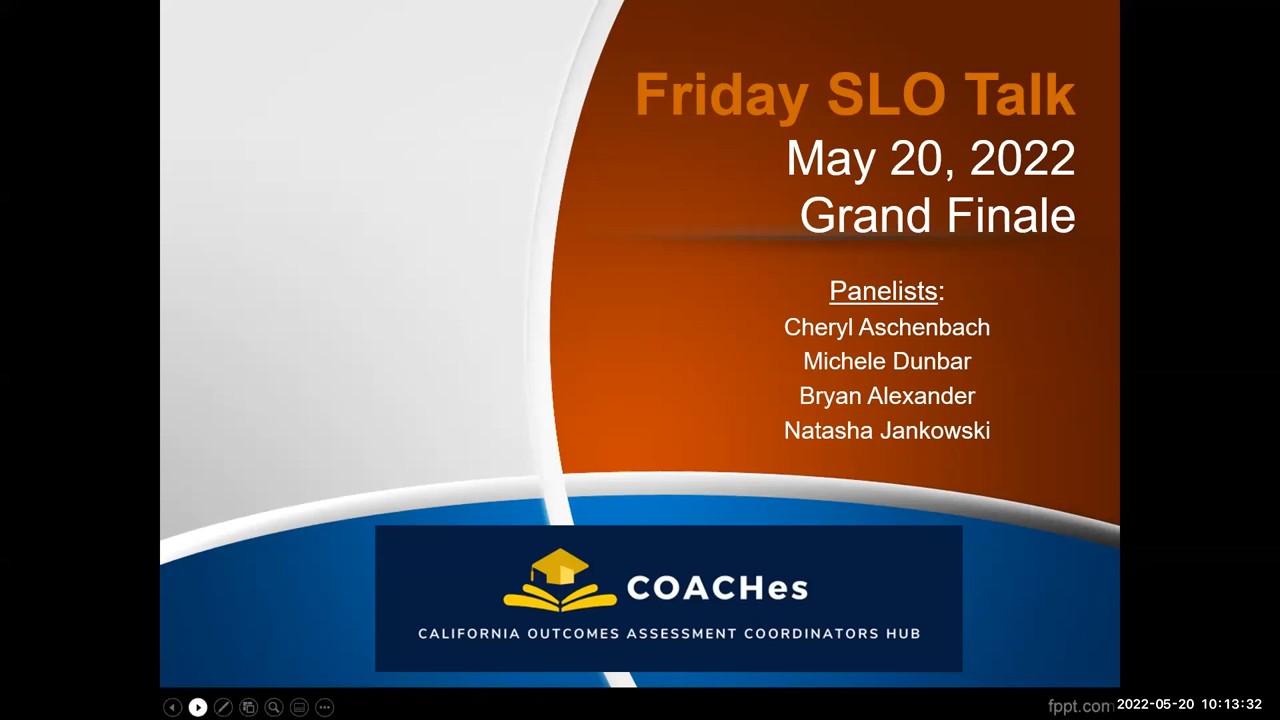 Friday SLO Talk
May 20, 2022
Grand Finale
Panelists:
Cheryl Aschenbach
Michele Dunbar
Bryan Alexander
Natasha Jankowski
COACHes
CALIFORNIA OUTCOMES ASSESSMENT COORDINATORS HUB
fppt.com
2022-05-20 10:13:32